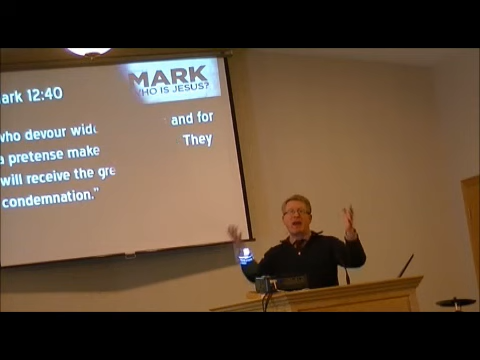 ark 12:40
MARK
HO IS JESUS?
who devour wid and for
a pretense make They
will receive the gre
condemnation."